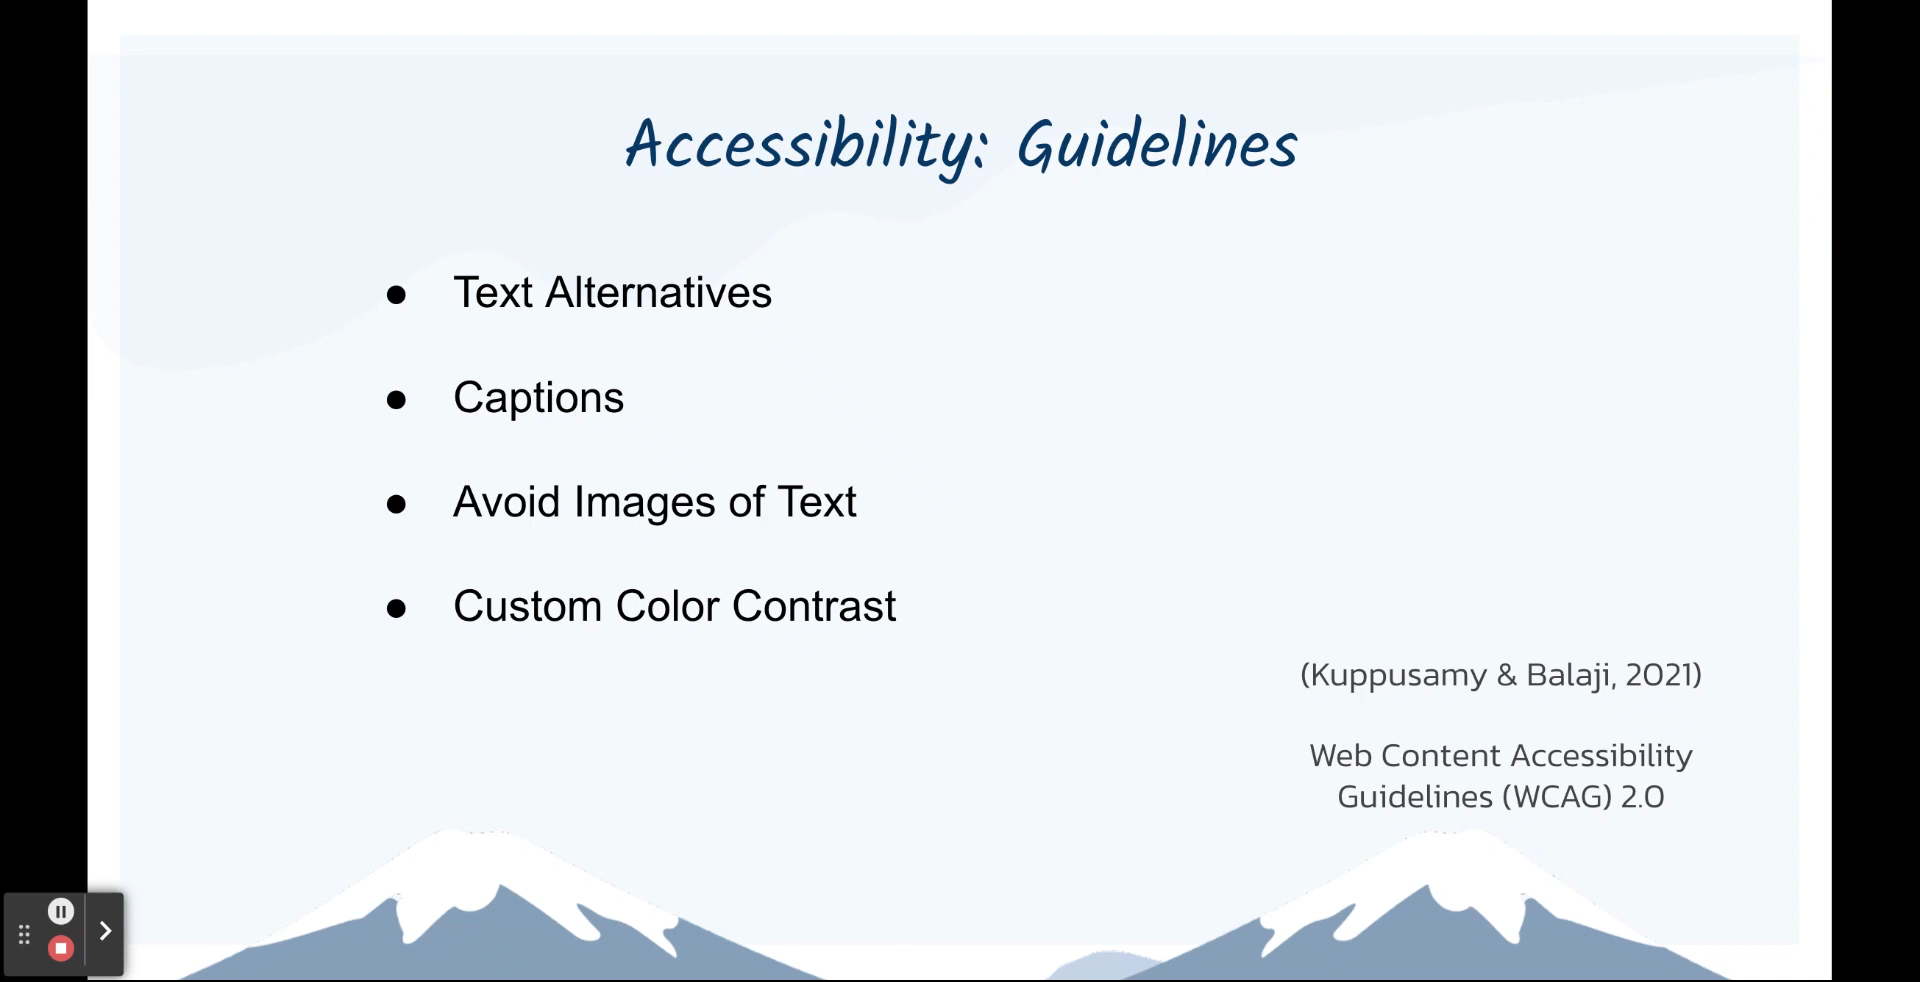 Accessibility: Guidelines
● Text Alternatives
● Captions
● Avoid Images of Text
● Custom Color Contrast
(Kuppusamy & Balaji, 2021)
Web Content Accessibility
Guidelines (WCAG) 2.0